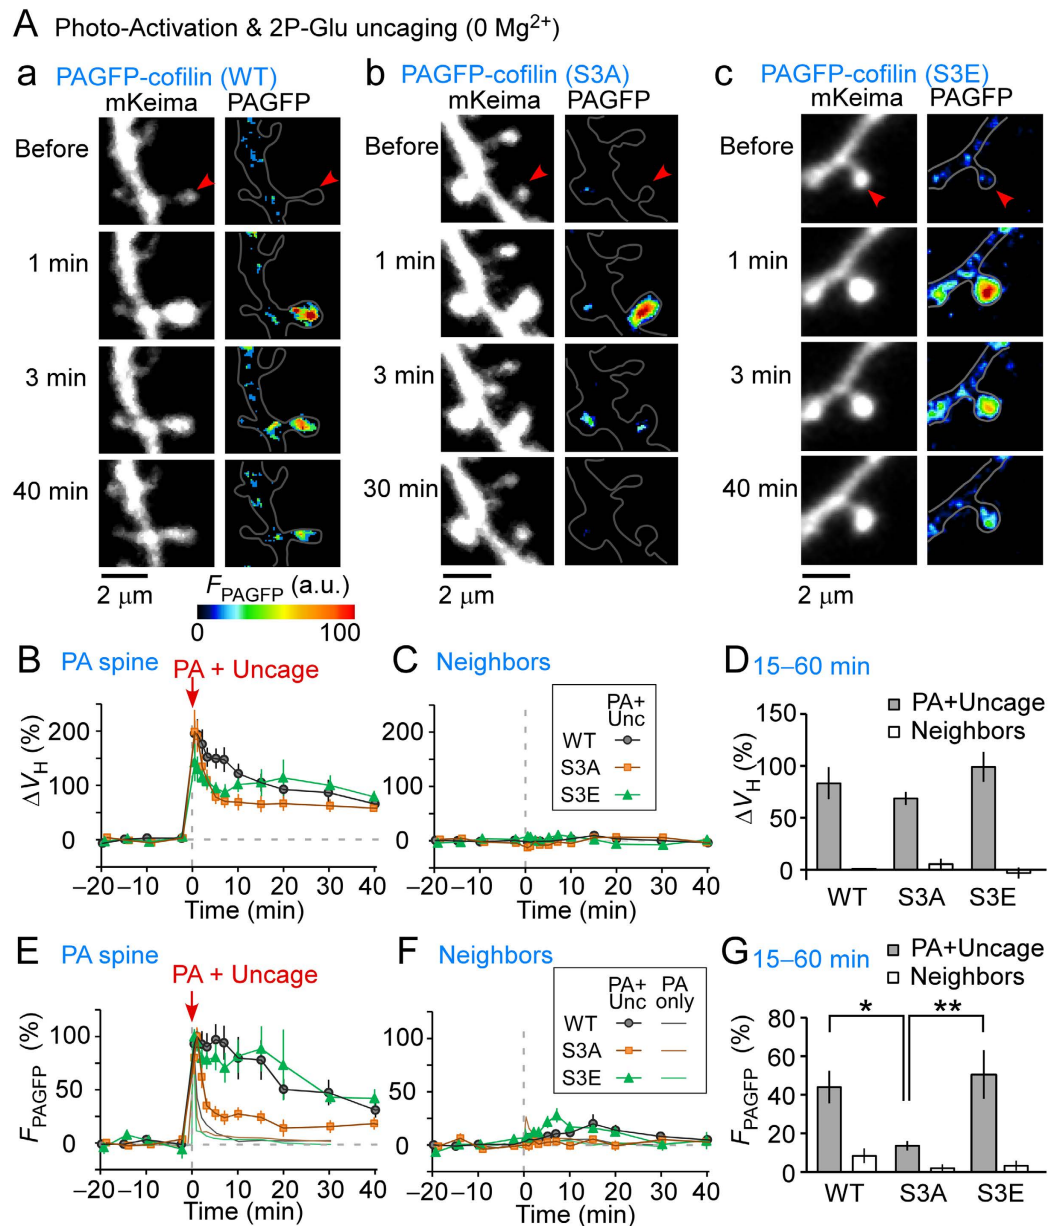 A Photo-Activation & 2P-Glu uncaging (0 Mg²⁺)
a PAGFP-cofilin (WT)
mKeima PAGFP
Before
1 min
3 min
40 min
2 μm
F_PAGFP (a.u.)
0 100
b PAGFP-cofilin (S3A)
mKeima PAGFP
Before
1 min
3 min
30 min
2 μm
c PAGFP-cofilin (S3E)
mKeima PAGFP
Before
1 min
3 min
40 min
2 μm
B PA spine
PA + Uncage
ΔV_H (%)
200
100
0
−20 −10 0 10 20 30 40
Time (min)
C Neighbors
PA+ Unc
WT
S3A
S3E
200
100
0
−20 −10 0 10 20 30 40
Time (min)
D 15–60 min
PA+Uncage
Neighbors
ΔV_H (%)
150
100
50
0
WT S3A S3E
E PA spine
PA + Uncage
F_PAGFP (%)
100
50
0
−20 −10 0 10 20 30 40
Time (min)
F Neighbors
PA+ Unc PA only
WT
S3A
S3E
100
50
0
−20 −10 0 10 20 30 40
Time (min)
G 15–60 min
PA+Uncage
Neighbors
F_PAGFP (%)
80
60
40
20
0
* **
WT S3A S3E